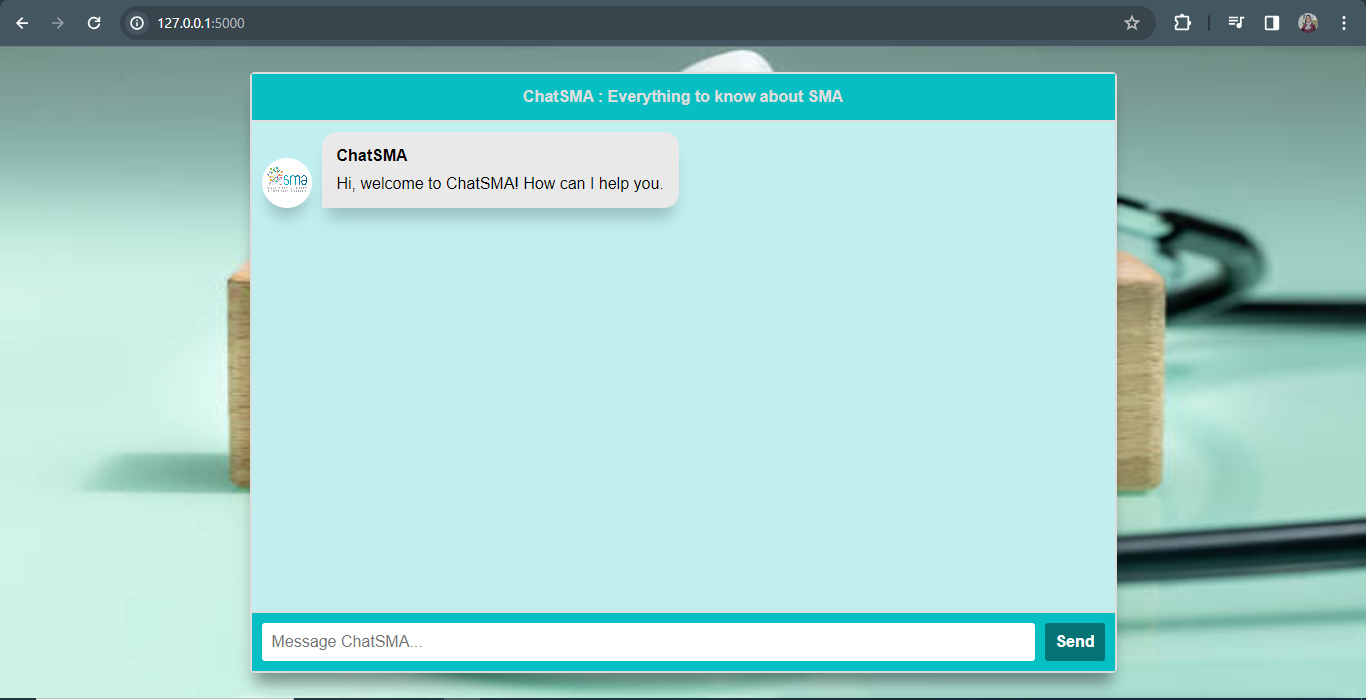 127.0.0.1:5000
ChatSMA : Everything to know about SMA
ChatSMA
Hi, welcome to ChatSMA! How can I help you.
sma
Message ChatSMA...
Send